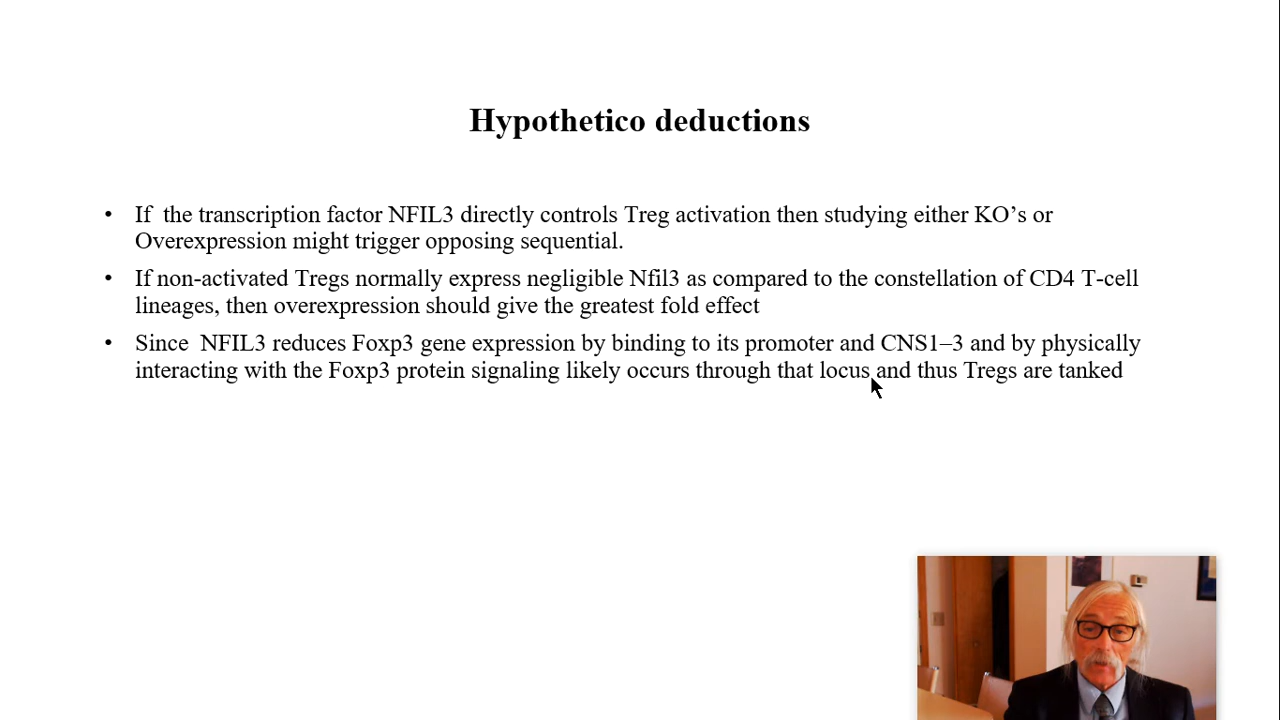 Hypothetico deductions
• If  the transcription factor NFIL3 directly controls Treg activation then studying either KO’s or
Overexpression might trigger opposing sequential.
• If non-activated Tregs normally express negligible Nfil3 as compared to the constellation of CD4 T-cell
lineages, then overexpression should give the greatest fold effect
• Since  NFIL3 reduces Foxp3 gene expression by binding to its promoter and CNS1–3 and by physically
interacting with the Foxp3 protein signaling likely occurs through that locus and thus Tregs are tanked